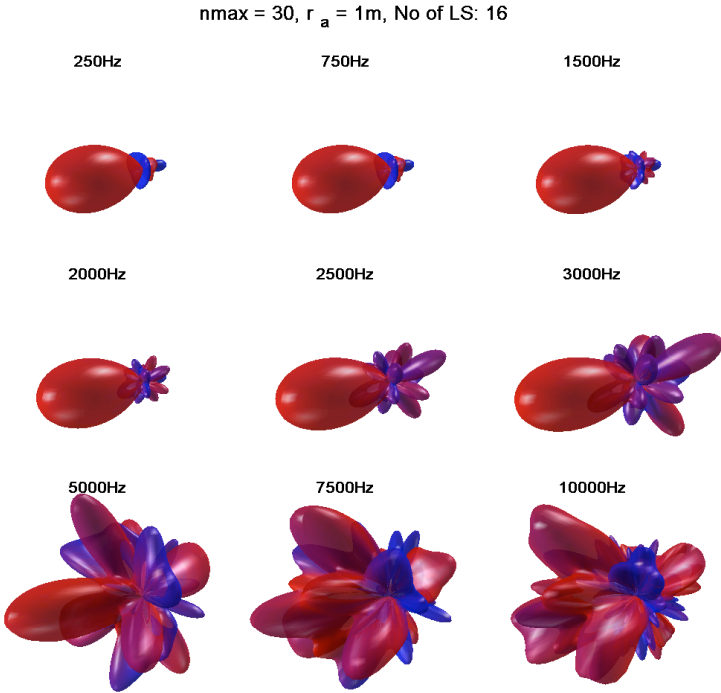 nmax = 30, r a = 1m, No of LS: 16
250Hz 750Hz 1500Hz
2000Hz 2500Hz 3000Hz
5000Hz 7500Hz 10000Hz